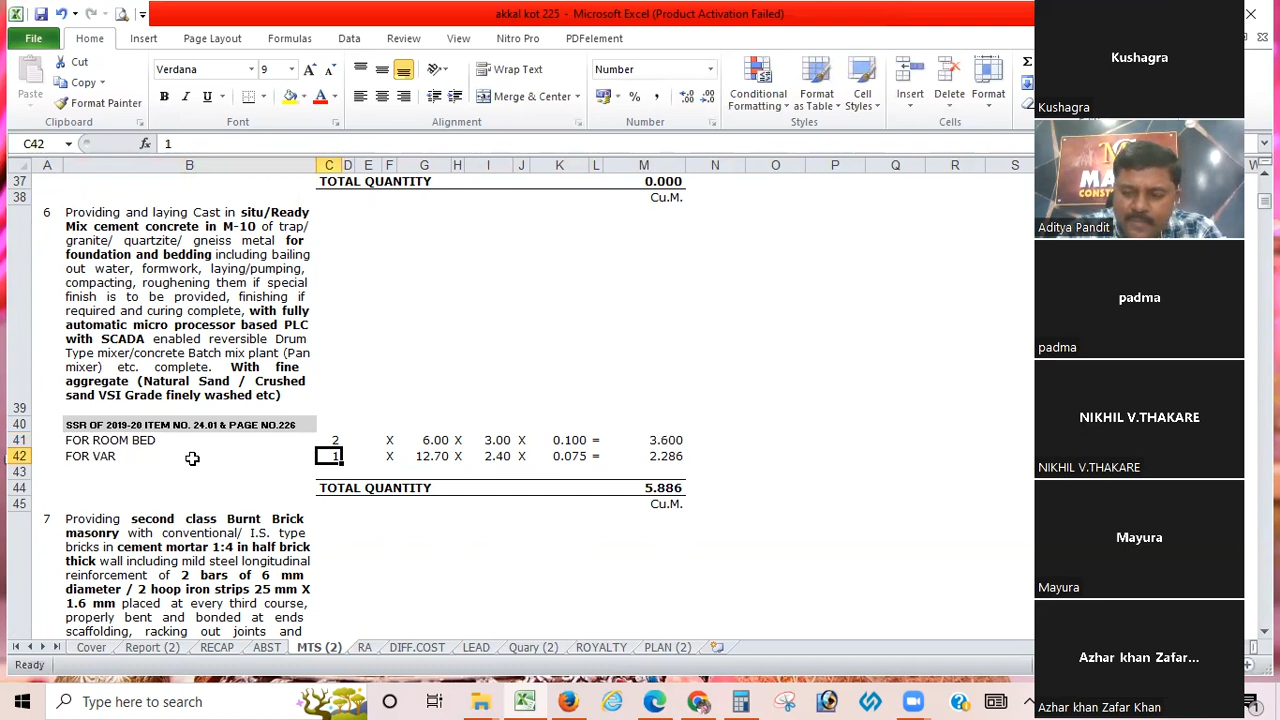 akkal kot 225 - Microsoft Excel (Product Activation Failed)
File Home Insert Page Layout Formulas Data Review View Nitro Pro PDFelement
Cut
Copy
Format Painter
Paste
Clipboard
Verdana 9
B I U
Font
Wrap Text
Merge & Center
Alignment
Number
Number
Conditional Formatting
Format as Table
Cell Styles
Styles
Insert Delete Format
Cells
C42 fx 1
A B C D E F G H I J K L M N O P Q R S
37 TOTAL QUANTITY 0.000
38 Cu.M.
6 Providing and laying Cast in situ/Ready
Mix cement concrete in M-10 of trap/
granite/ quartzite/ gneiss metal for
foundation and bedding including bailing
out water, formwork, laying/pumping,
compacting, roughening them if special
finish is to be provided, finishing if
required and curing complete, with fully
automatic micro processor based PLC
with SCADA enabled reversible Drum
Type mixer/concrete Batch mix plant (Pan
mixer) etc. complete. With fine
aggregate (Natural Sand / Crushed
sand VSI Grade finely washed etc)
39
40 SSR OF 2019-20 ITEM NO. 24.01 & PAGE NO.226
41 FOR ROOM BED 2 X 6.00 X 3.00 X 0.100 = 3.600
42 FOR VAR 1 X 12.70 X 2.40 X 0.075 = 2.286
43
44 TOTAL QUANTITY 5.886
45 Cu.M.
7 Providing second class Burnt Brick
masonry with conventional/ I.S. type
bricks in cement mortar 1:4 in half brick
thick wall including mild steel longitudinal
reinforcement of 2 bars of 6 mm
diameter / 2 hoop iron strips 25 mm X
1.6 mm placed at every third course,
properly bent and bonded at ends
scaffolding, racking out joints and
Cover Report (2) RECAP ABST MTS (2) RA DIFF.COST LEAD Qury (2) ROYALTY PLAN (2)
Ready
Type here to search
Kushagra
Kushagra
Aditya Pandit
padma
padma
NIKHIL V.THAKARE
NIKHIL V.THAKARE
Mayura
Mayura
Azhar khan Zafar...
Azhar khan Zafar Khan